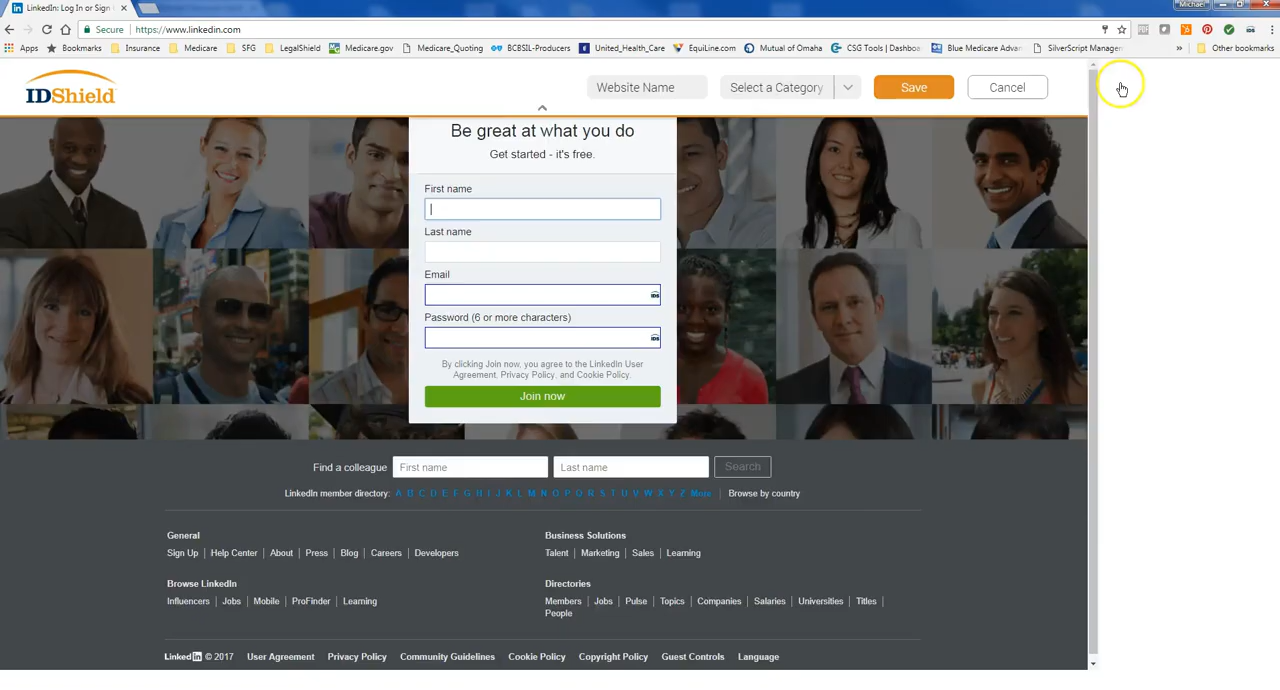 LinkedIn: Log In or Sign
Michael
Secure
https://www.linkedin.com
Apps
Bookmarks
Insurance
Medicare
SFG
LegalShield
Medicare.gov
Medicare_Quoting
BCBSIL-Producers
United_Health_Care
EquiLine.com
Mutual of Omaha
CSG Tools | Dashboa
Blue Medicare Advan
SilverScript Manager
»
Other bookmarks
IDShield
Website Name
Select a Category
Save
Cancel
Be great at what you do
Get started - it's free.
First name
Last name
Email
IDS
Password (6 or more characters)
IDS
By clicking Join now, you agree to the LinkedIn User
Agreement, Privacy Policy, and Cookie Policy.
Join now
Find a colleague
First name
Last name
Search
LinkedIn member directory: A B C D E F G H I J K L M N O P Q R S T U V W X Y Z More | Browse by country
General
Sign Up | Help Center | About | Press | Blog | Careers | Developers
Business Solutions
Talent | Marketing | Sales | Learning
Browse LinkedIn
Influencers | Jobs | Mobile | ProFinder | Learning
Directories
Members | Jobs | Pulse | Topics | Companies | Salaries | Universities | Titles |
People
Linked in © 2017
User Agreement
Privacy Policy
Community Guidelines
Cookie Policy
Copyright Policy
Guest Controls
Language